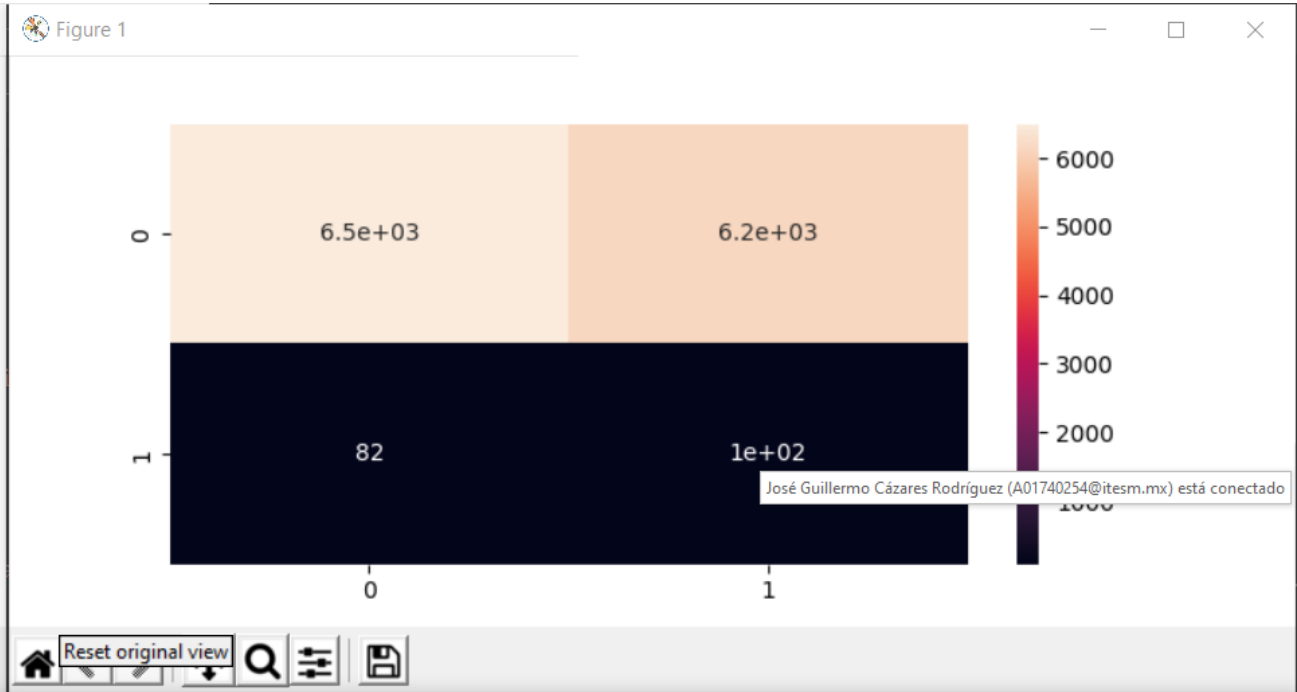 Figure 1
6000
0
6.5e+03
6.2e+03
5000
4000
3000
1
82
1e+02
2000
José Guillermo Cázares Rodríguez (A01740254@itesm.mx) está conectado
1000
0
1
Reset original view